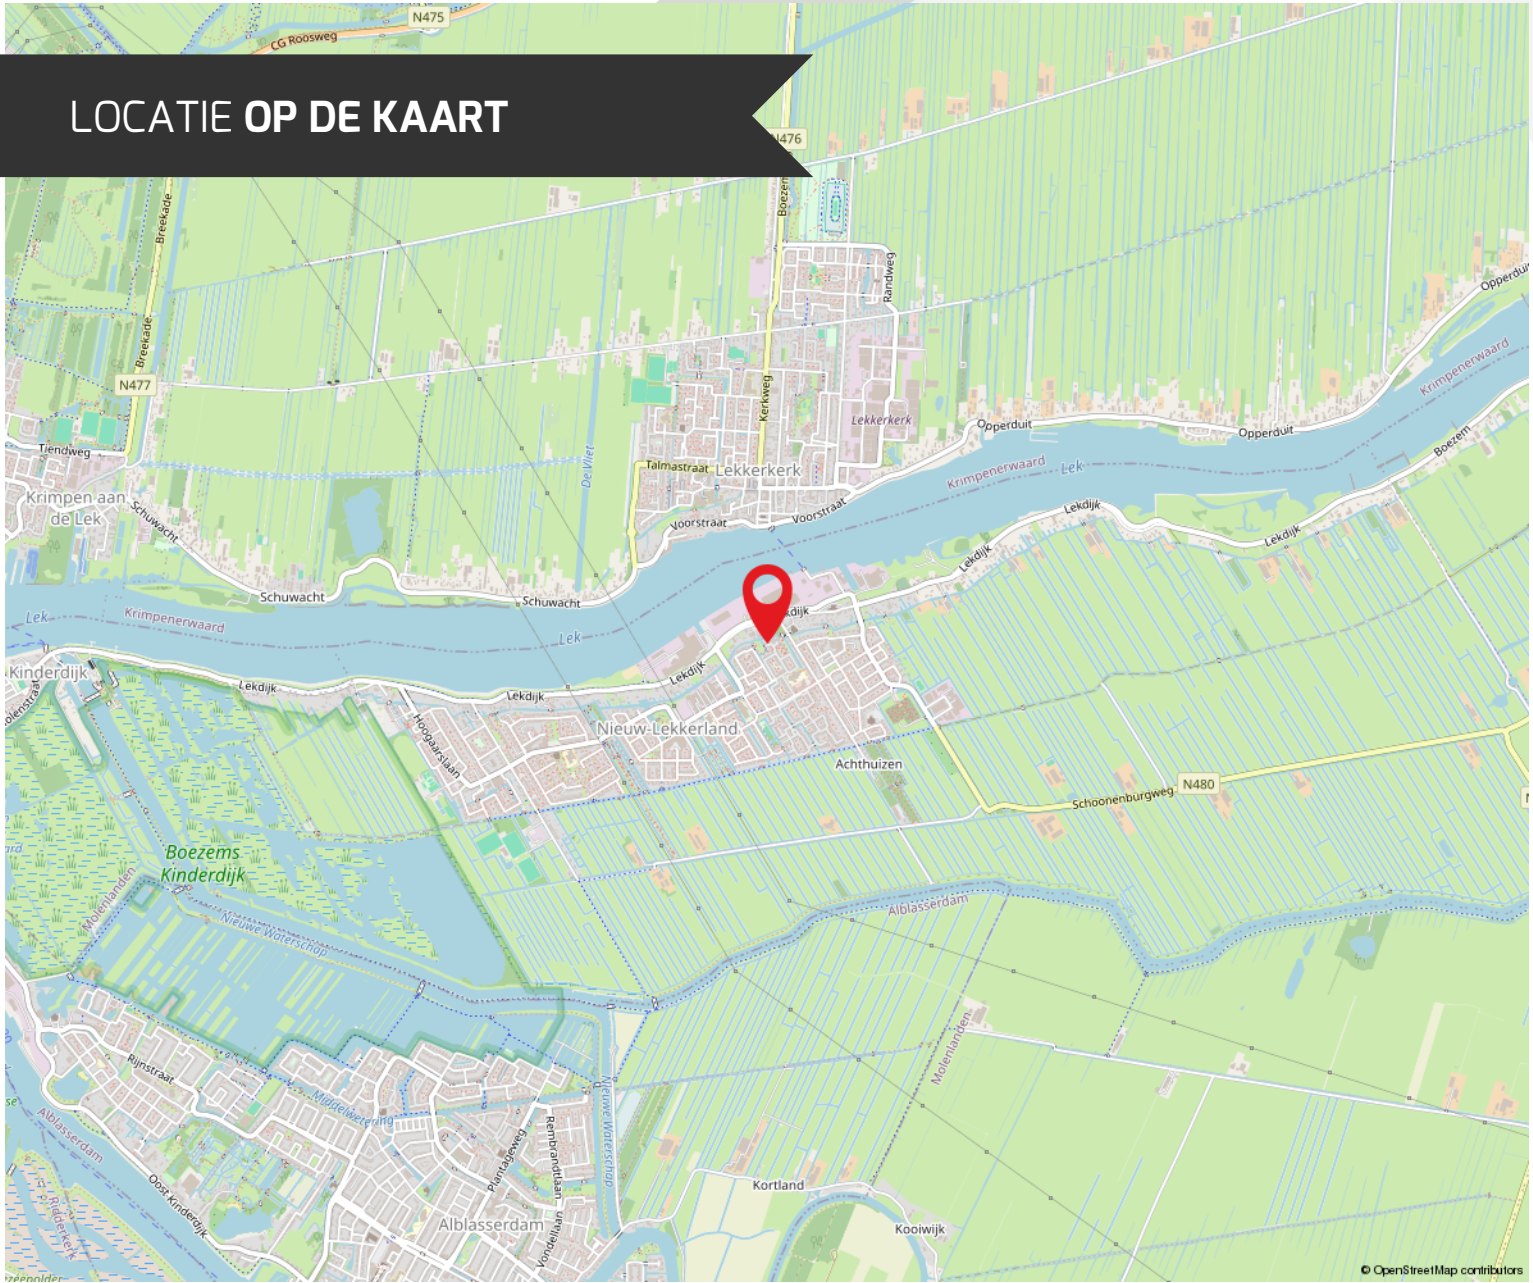 N475
CG Roosweg
LOCATIE OP DE KAART
N476
Boezem
Breekade
Randweg
Opperduit
Breekade
N477
Krimpenerwaard
Kerkweg
Lekkerkerk
Opperduit
Opperduit
Boezem
Tiendweg
De Vliet
Talmastraat
Lekkerkerk
Krimpenerwaard
Lek
Krimpen aan
de Lek
Schuwacht
Voorstraat
Voorstraat
Lekdijk
Lekdijk
Lekdijk
Schuwacht
Schuwacht
Lek
Krimpenerwaard
Lek
kdijk
Kinderdijk
Lekdijk
Lekdijk
Lekdijk
Hoogaarslaan
Nieuw-Lekkerland
Achthuizen
N480
Schoonenburgweg
Boezems
Kinderdijk
Molenlanden
Nieuwe Waterschap
Alblasserdam
Molenlanden
Rijnstraat
Middelwetering
Nieuwe Waterschap
Alblasserdam
Plantageweg
Rembrandtlaan
Oost Kinderdijk
Kortland
Ridderkerk
Alblasserdam
Vondellaan
Kooiwijk
© OpenStreetMap contributors